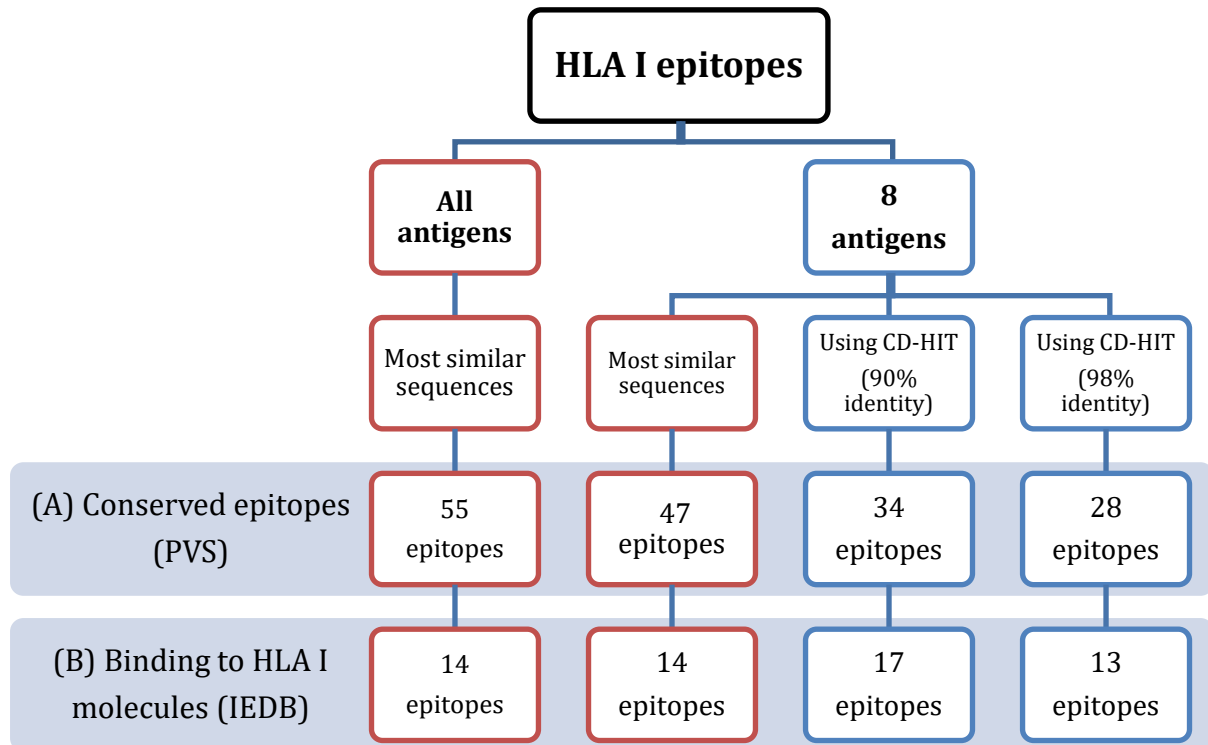 HLA I epitopes
All
antigens
8
antigens
Most similar
sequences
Most similar
sequences
Using CD-HIT
(90%
identity)
Using CD-HIT
(98%
identity)
(A) Conserved epitopes
(PVS)
55
epitopes
47
epitopes
34
epitopes
28
epitopes
(B) Binding to HLA I
molecules (IEDB)
14
epitopes
14
epitopes
17
epitopes
13
epitopes